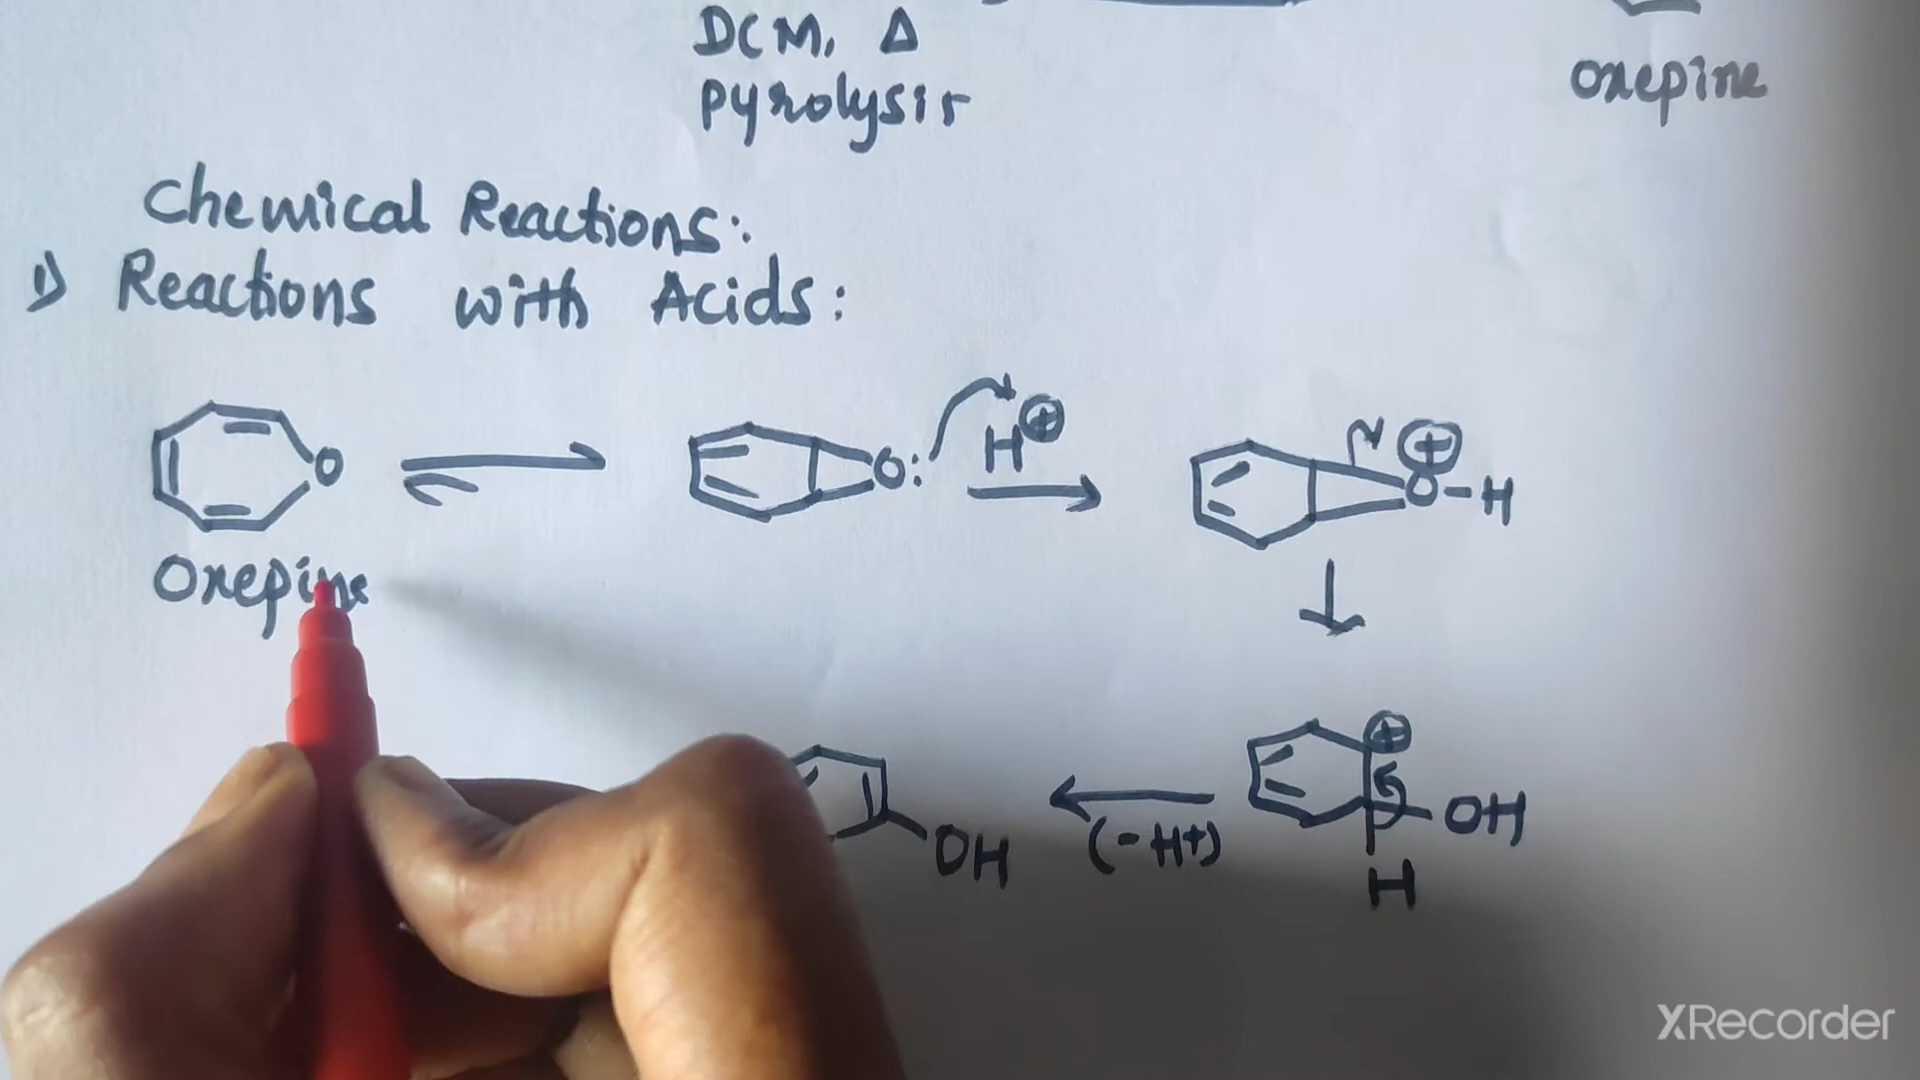 DCM, Δ
pyrolysis
oxepine
Chemical Reactions:
1) Reactions with Acids:
O
O:
H⊕
⊕
O-H
Oxepine
⊕
OH
H
(-H+)
OH
XRecorder